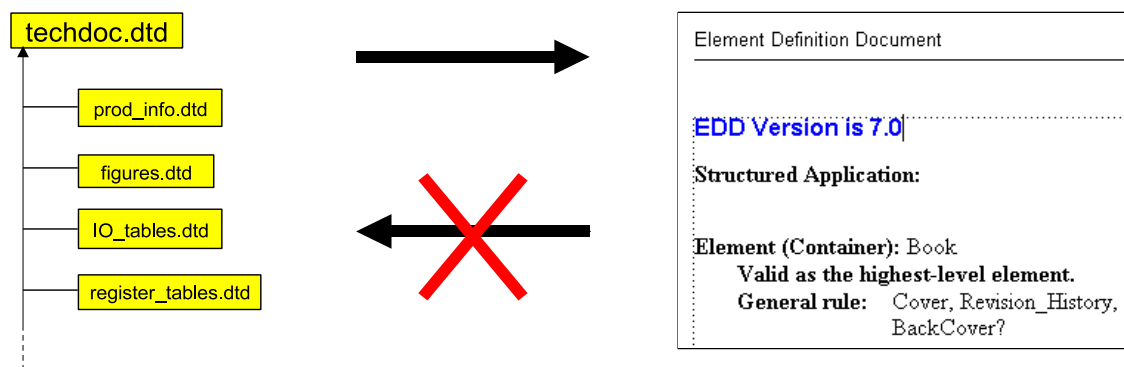 techdoc.dtd
prod_info.dtd
figures.dtd
IO_tables.dtd
register_tables.dtd
Element Definition Document
EDD Version is 7.0
Structured Application:
Element (Container): Book
Valid as the highest-level element.
General rule: Cover, Revision_History,
BackCover?